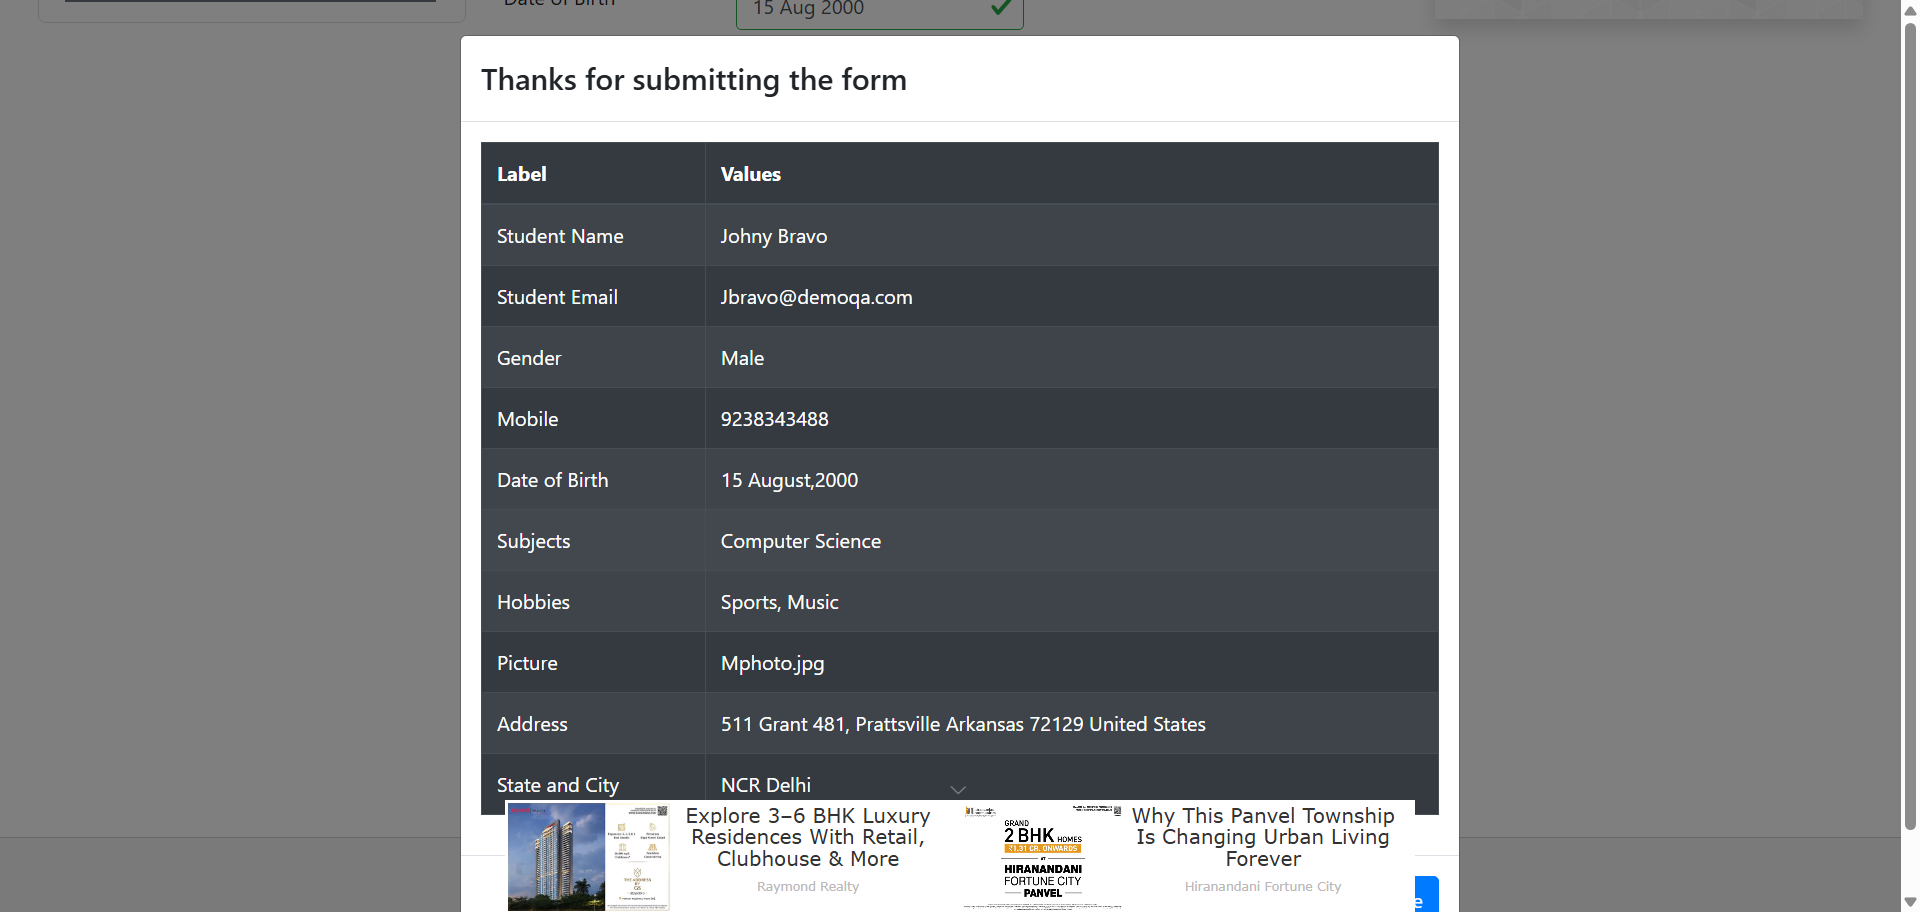 Date of Birth
15 Aug 2000
Thanks for submitting the form
Label Values
Student Name Johny Bravo
Student Email Jbravo@demoqa.com
Gender Male
Mobile 9238343488
Date of Birth 15 August,2000
Subjects Computer Science
Hobbies Sports, Music
Picture Mphoto.jpg
Address 511 Grant 481, Prattsville Arkansas 72129 United States
State and City NCR Delhi
Explore 3–6 BHK Luxury
Residences With Retail,
Clubhouse & More
Raymond Realty
GRAND
2 BHK HOMES
₹1.31 CR. ONWARDS
AT
HIRANANDANI
FORTUNE CITY
PANVEL
Why This Panvel Township
Is Changing Urban Living
Forever
Hiranandani Fortune City
e